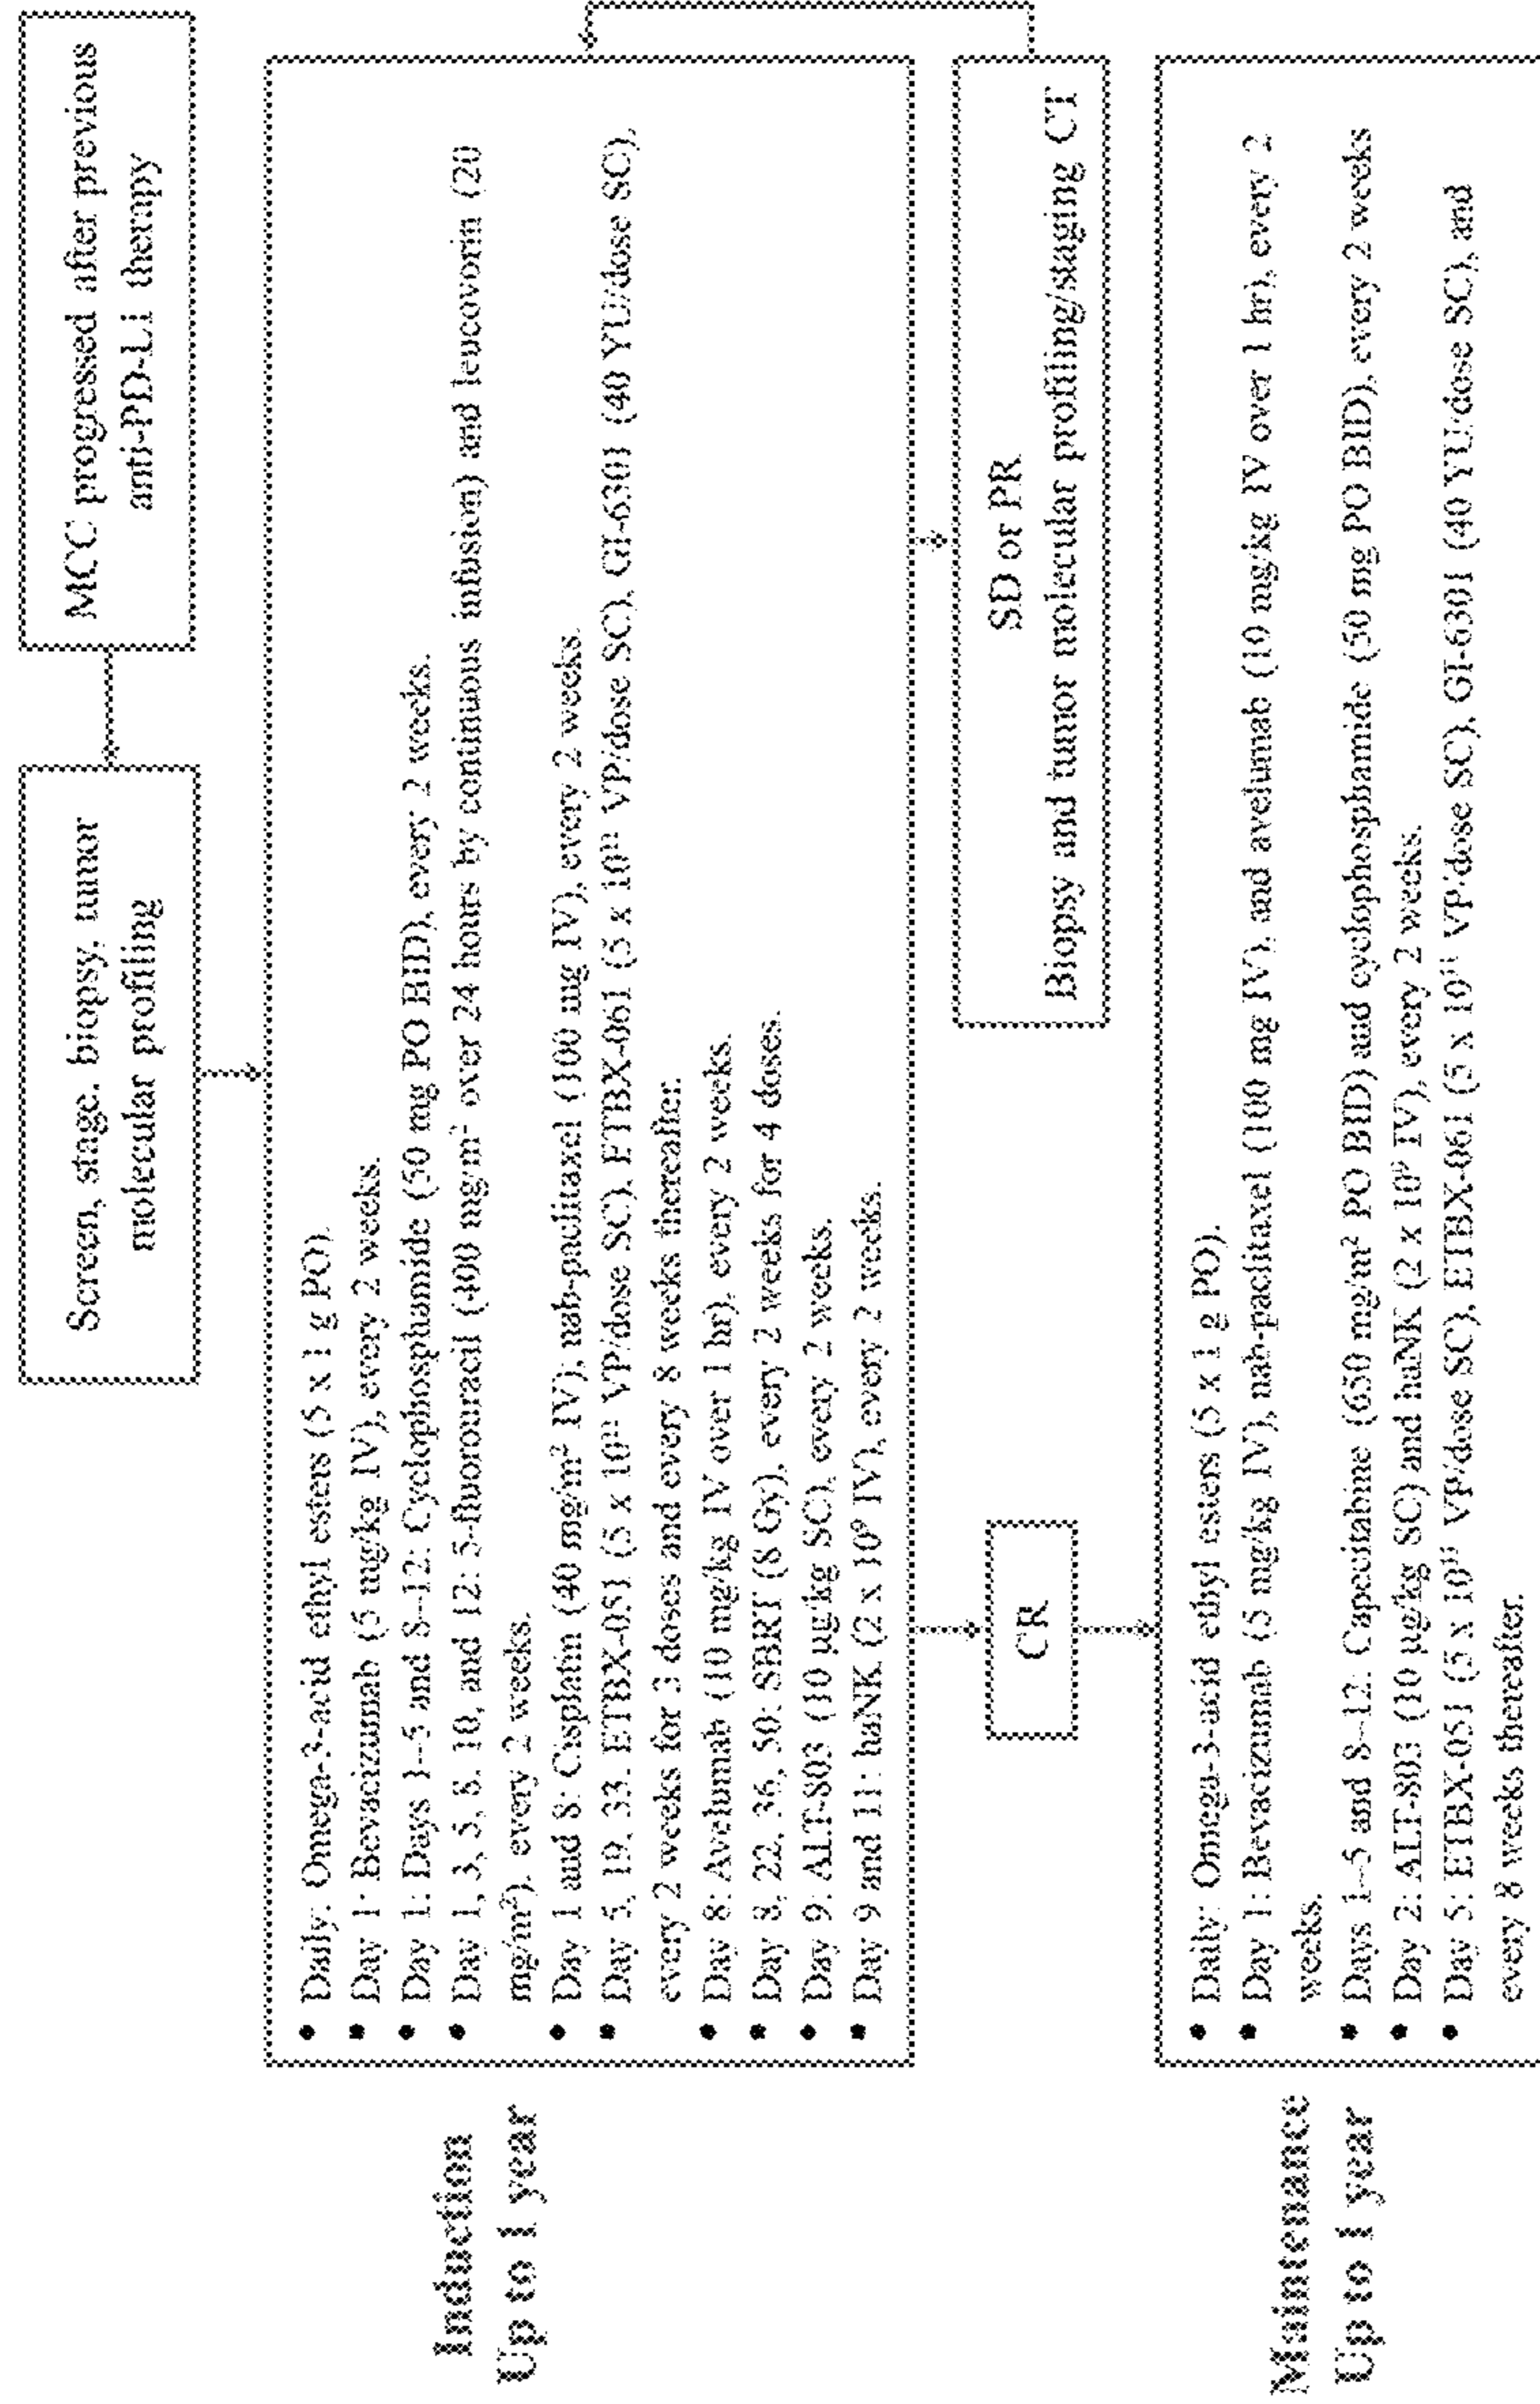 MCC progressed after previous
anti-PD-L1 therapy
Screen, stage, biopsy, tumor
molecular profiling
Induction
Up to 1 year
• Daily: Omega-3-acid ethyl esters (5 x 1 g PO).
• Day 1: Bevacizumab (5 mg/kg IV), every 2 weeks.
• Day 1: Days 1–5 and 8–12: Cyclophosphamide (50 mg PO BID), every 2 weeks.
• Day 1, 3, 5, 8, 10, and 12: 5-fluorouracil (400 mg/m² over 24 hours by continuous infusion) and leucovorin (20
mg/m²), every 2 weeks.
• Day 1 and 8: Cisplatin (40 mg/m² IV), nab-paclitaxel (100 mg IV), every 2 weeks.
• Day 5, 19, 33: ETBX-051 (5 x 10¹¹ VP/dose SC), ETBX-061 (5 x 10¹¹ VP/dose SC), GI-6301 (40 YU/dose SC),
every 2 weeks for 3 doses and every 8 weeks thereafter.
• Day 8: Avelumab (10 mg/kg IV over 1 hr), every 2 weeks.
• Day 8, 22, 36, 50: SBRT (8 Gy), every 2 weeks for 4 doses.
• Day 9: ALT-803 (10 µg/kg SC), every 2 weeks.
• Day 9 and 11: haNK (2 x 10⁹ IV), every 2 weeks.
SD or PR
Biopsy and tumor molecular profiling/staging CT
CR
Maintenance
Up to 1 year
• Daily: Omega-3-acid ethyl esters (5 x 1 g PO).
• Day 1: Bevacizumab (5 mg/kg IV), nab-paclitaxel (100 mg IV), and avelumab (10 mg/kg IV over 1 hr), every 2
weeks.
• Days 1–5 and 8–12: Capecitabine (650 mg/m² PO BID) and cyclophosphamide (50 mg PO BID), every 2 weeks
• Day 2: ALT-803 (10 µg/kg SC) and haNK (2 x 10⁹ IV), every 2 weeks.
• Day 5: ETBX-051 (5 x 10¹¹ VP/dose SC), ETBX-061 (5 x 10¹¹ VP/dose SC), GI-6301 (40 YU/dose SC), and
every 8 weeks thereafter.